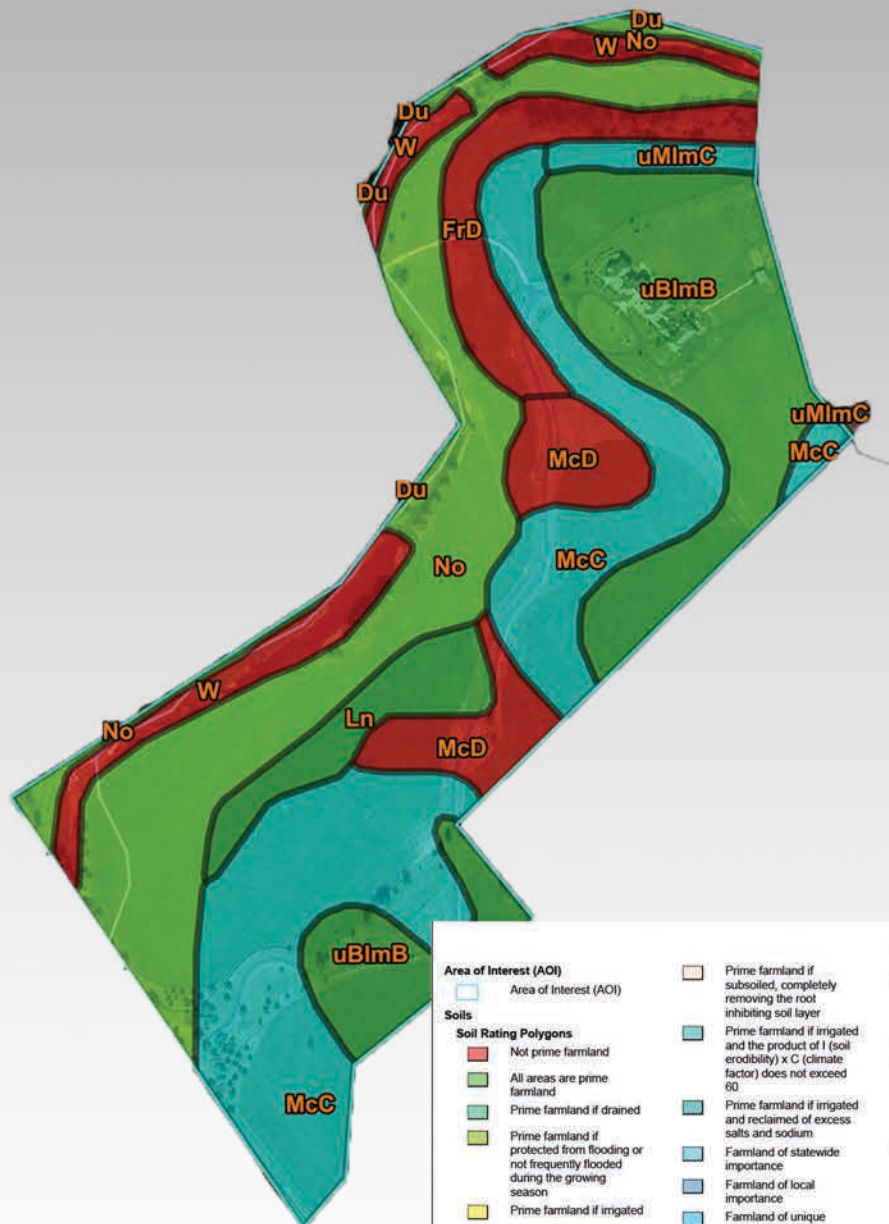 Du
W No
Du
W
uMlmC
Du
FrD
uBlmB
uMlmC
McC
McD
Du
No
McC
W
Ln
No
McD
uBlmB
McC
Area of Interest (AOI)
Area of Interest (AOI)
Soils
Soil Rating Polygons
Not prime farmland
All areas are prime
farmland
Prime farmland if drained
Prime farmland if
protected from flooding or
not frequently flooded
during the growing
season
Prime farmland if irrigated
Prime farmland if
subsoiled, completely
removing the root
inhibiting soil layer
Prime farmland if irrigated
and the product of I (soil
erodibility) x C (climate
factor) does not exceed
60
Prime farmland if irrigated
and reclaimed of excess
salts and sodium
Farmland of statewide
importance
Farmland of local
importance
Farmland of unique